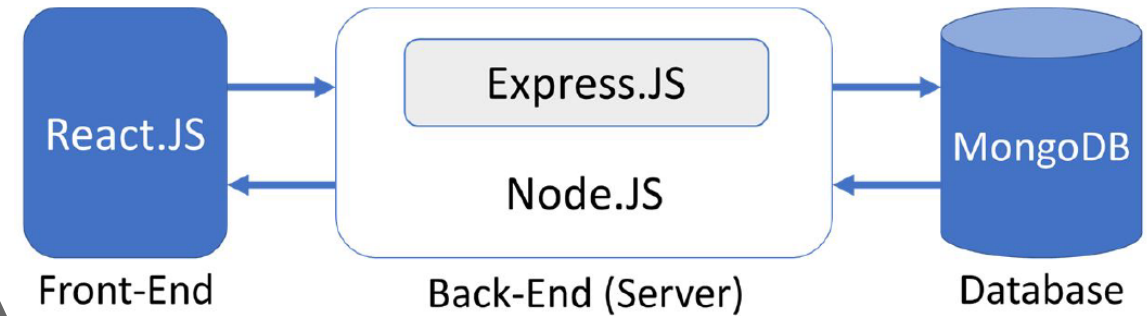 React.JS
Express.JS
Node.JS
MongoDB
Front-End
Back-End (Server)
Database